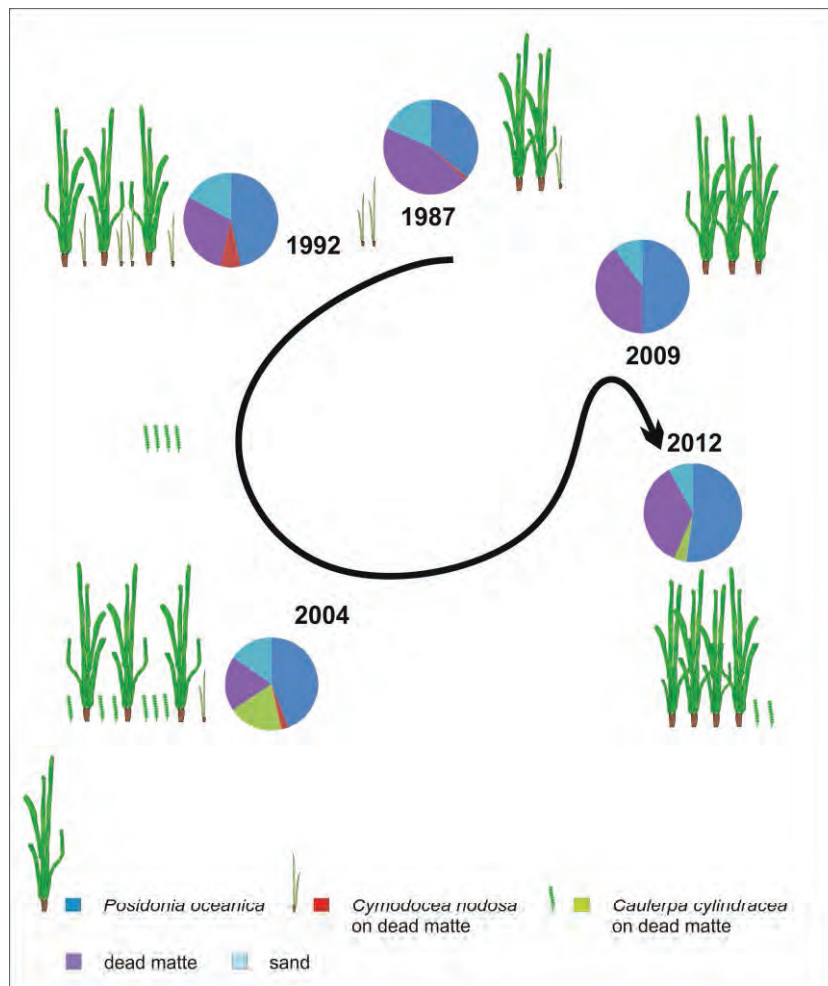 1987
1992
2009
2012
2004
Posidonia oceanica
Cymodocea nodosa
on dead matte
Caulerpa cylindracea
on dead matte
dead matte
sand